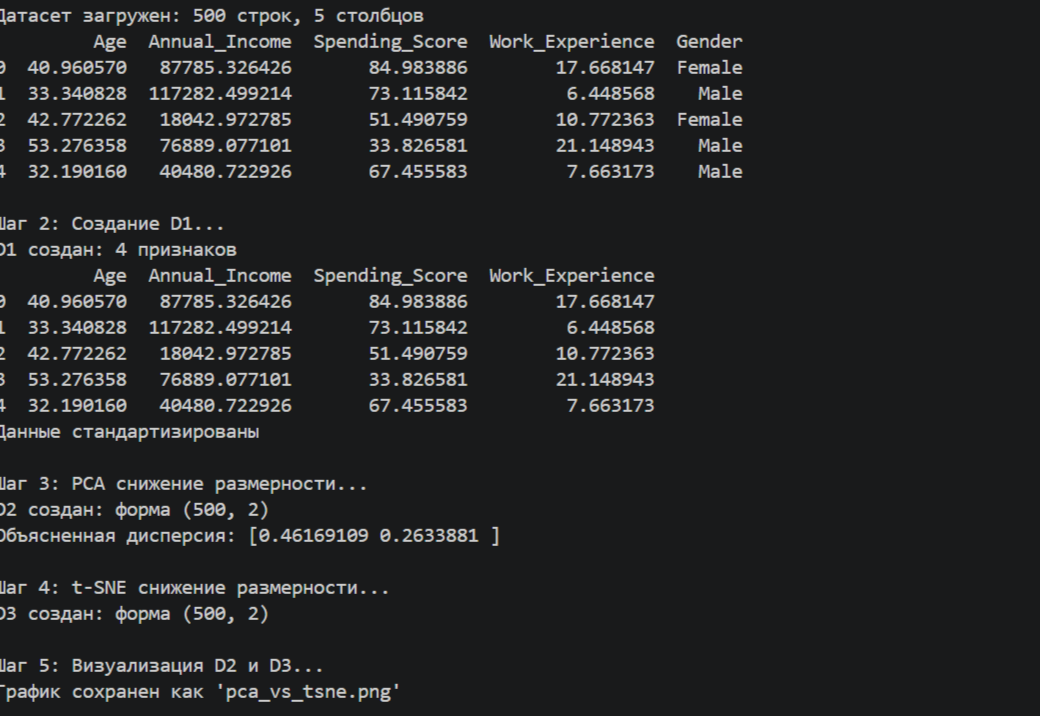 Датасет загружен: 500 строк, 5 столбцов
Age Annual_Income Spending_Score Work_Experience Gender
0 40.960570 87785.326426 84.983886 17.668147 Female
1 33.340828 117282.499214 73.115842 6.448568 Male
2 42.772262 18042.972785 51.490759 10.772363 Female
3 53.276358 76889.077101 33.826581 21.148943 Male
4 32.190160 40480.722926 67.455583 7.663173 Male
Шаг 2: Создание D1...
D1 создан: 4 признаков
Age Annual_Income Spending_Score Work_Experience
0 40.960570 87785.326426 84.983886 17.668147
1 33.340828 117282.499214 73.115842 6.448568
2 42.772262 18042.972785 51.490759 10.772363
3 53.276358 76889.077101 33.826581 21.148943
4 32.190160 40480.722926 67.455583 7.663173
Данные стандартизированы
Шаг 3: PCA снижение размерности...
D2 создан: форма (500, 2)
Объясненная дисперсия: [0.46169109 0.2633881 ]
Шаг 4: t-SNE снижение размерности...
D3 создан: форма (500, 2)
Шаг 5: Визуализация D2 и D3...
График сохранен как 'pca_vs_tsne.png'